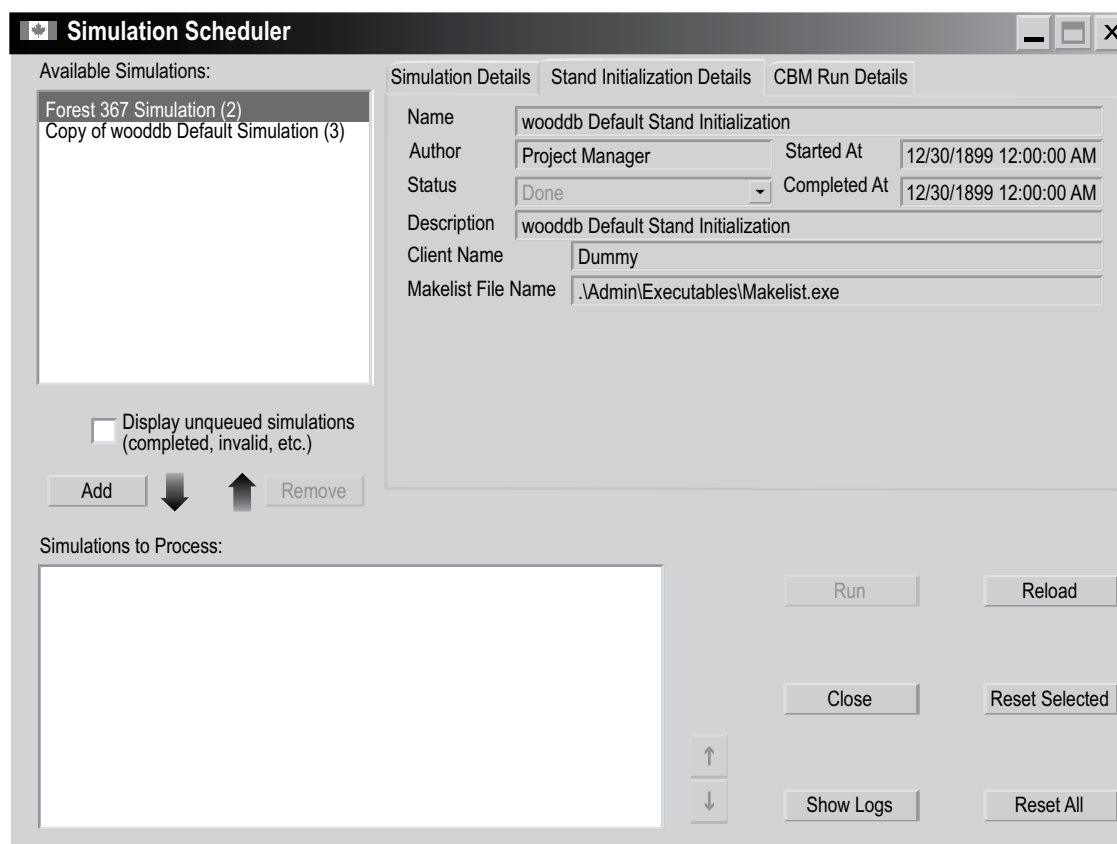 Simulation Scheduler
Available Simulations:
Forest 367 Simulation (2)
Copy of wooddb Default Simulation (3)
Display unqueued simulations
(completed, invalid, etc.)
Add
Remove
Simulation Details
Stand Initialization Details
CBM Run Details
Name
wooddb Default Stand Initialization
Author
Project Manager
Started At
12/30/1899 12:00:00 AM
Status
Done
Completed At
12/30/1899 12:00:00 AM
Description
wooddb Default Stand Initialization
Client Name
Dummy
Makelist File Name
.\Admin\Executables\Makelist.exe
Simulations to Process:
Run
Reload
Close
Reset Selected
Show Logs
Reset All